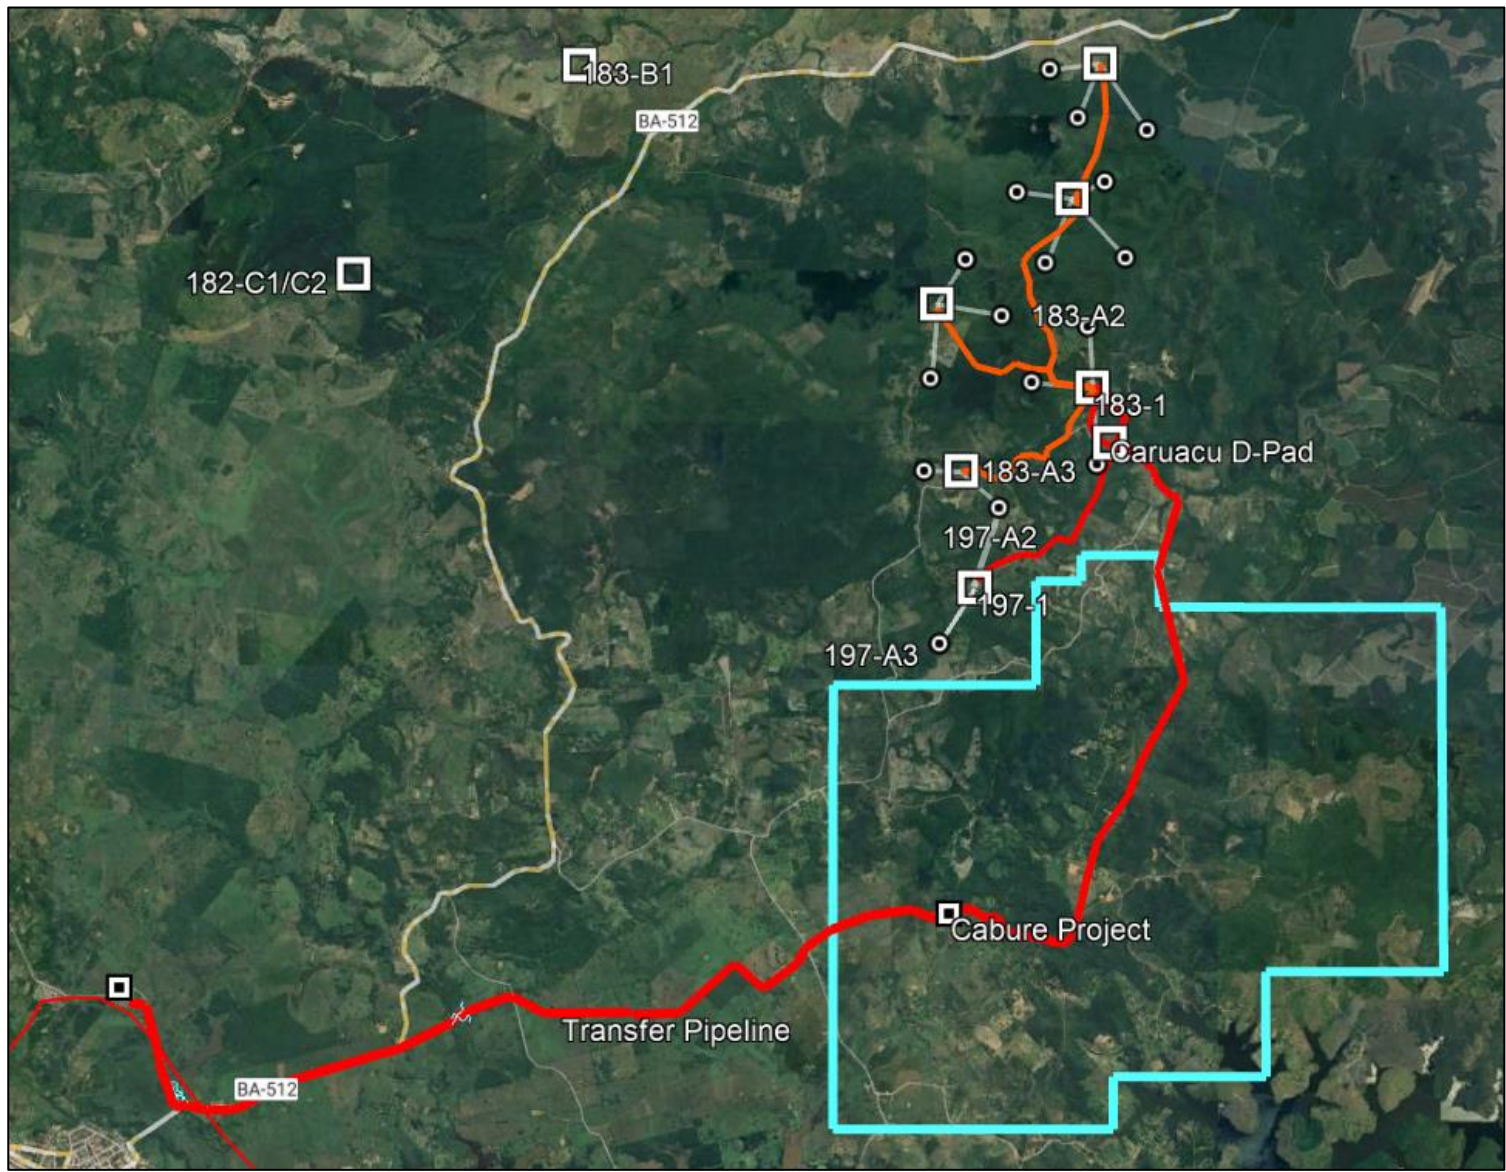 183-B1
BA-512
182-C1/C2
183-A2
183-1
Caruacu D-Pad
183-A3
197-A2
197-1
197-A3
Cabure Project
Transfer Pipeline
BA-512